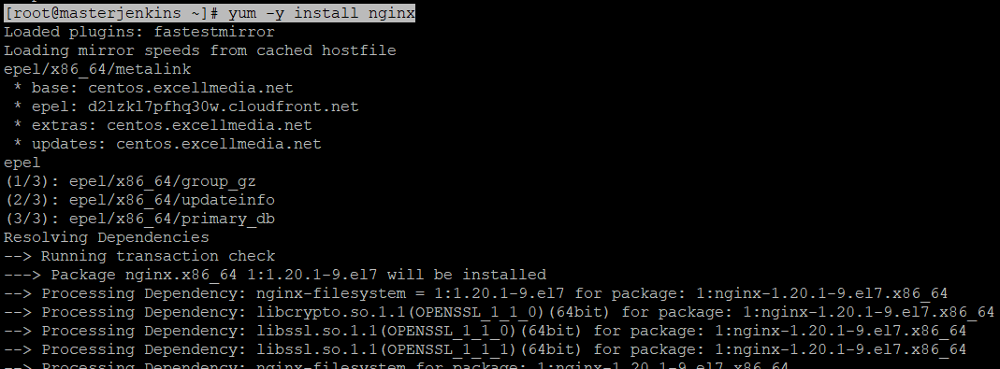 [root@masterjenkins ~]# yum -y install nginx
Loaded plugins: fastestmirror
Loading mirror speeds from cached hostfile
epel/x86_64/metalink
 * base: centos.excellmedia.net
 * epel: d2lzkl7pfhq30w.cloudfront.net
 * extras: centos.excellmedia.net
 * updates: centos.excellmedia.net
epel
(1/3): epel/x86_64/group_gz
(2/3): epel/x86_64/updateinfo
(3/3): epel/x86_64/primary_db
Resolving Dependencies
--> Running transaction check
---> Package nginx.x86_64 1:1.20.1-9.el7 will be installed
--> Processing Dependency: nginx-filesystem = 1:1.20.1-9.el7 for package: 1:nginx-1.20.1-9.el7.x86_64
--> Processing Dependency: libcrypto.so.1.1(OPENSSL_1_1_0)(64bit) for package: 1:nginx-1.20.1-9.el7.x86_64
--> Processing Dependency: libssl.so.1.1(OPENSSL_1_1_0)(64bit) for package: 1:nginx-1.20.1-9.el7.x86_64
--> Processing Dependency: libssl.so.1.1(OPENSSL_1_1_1)(64bit) for package: 1:nginx-1.20.1-9.el7.x86_64
--> Processing Dependency: nginx-filesystem for package: 1:nginx-1.20.1-9.el7.x86_64